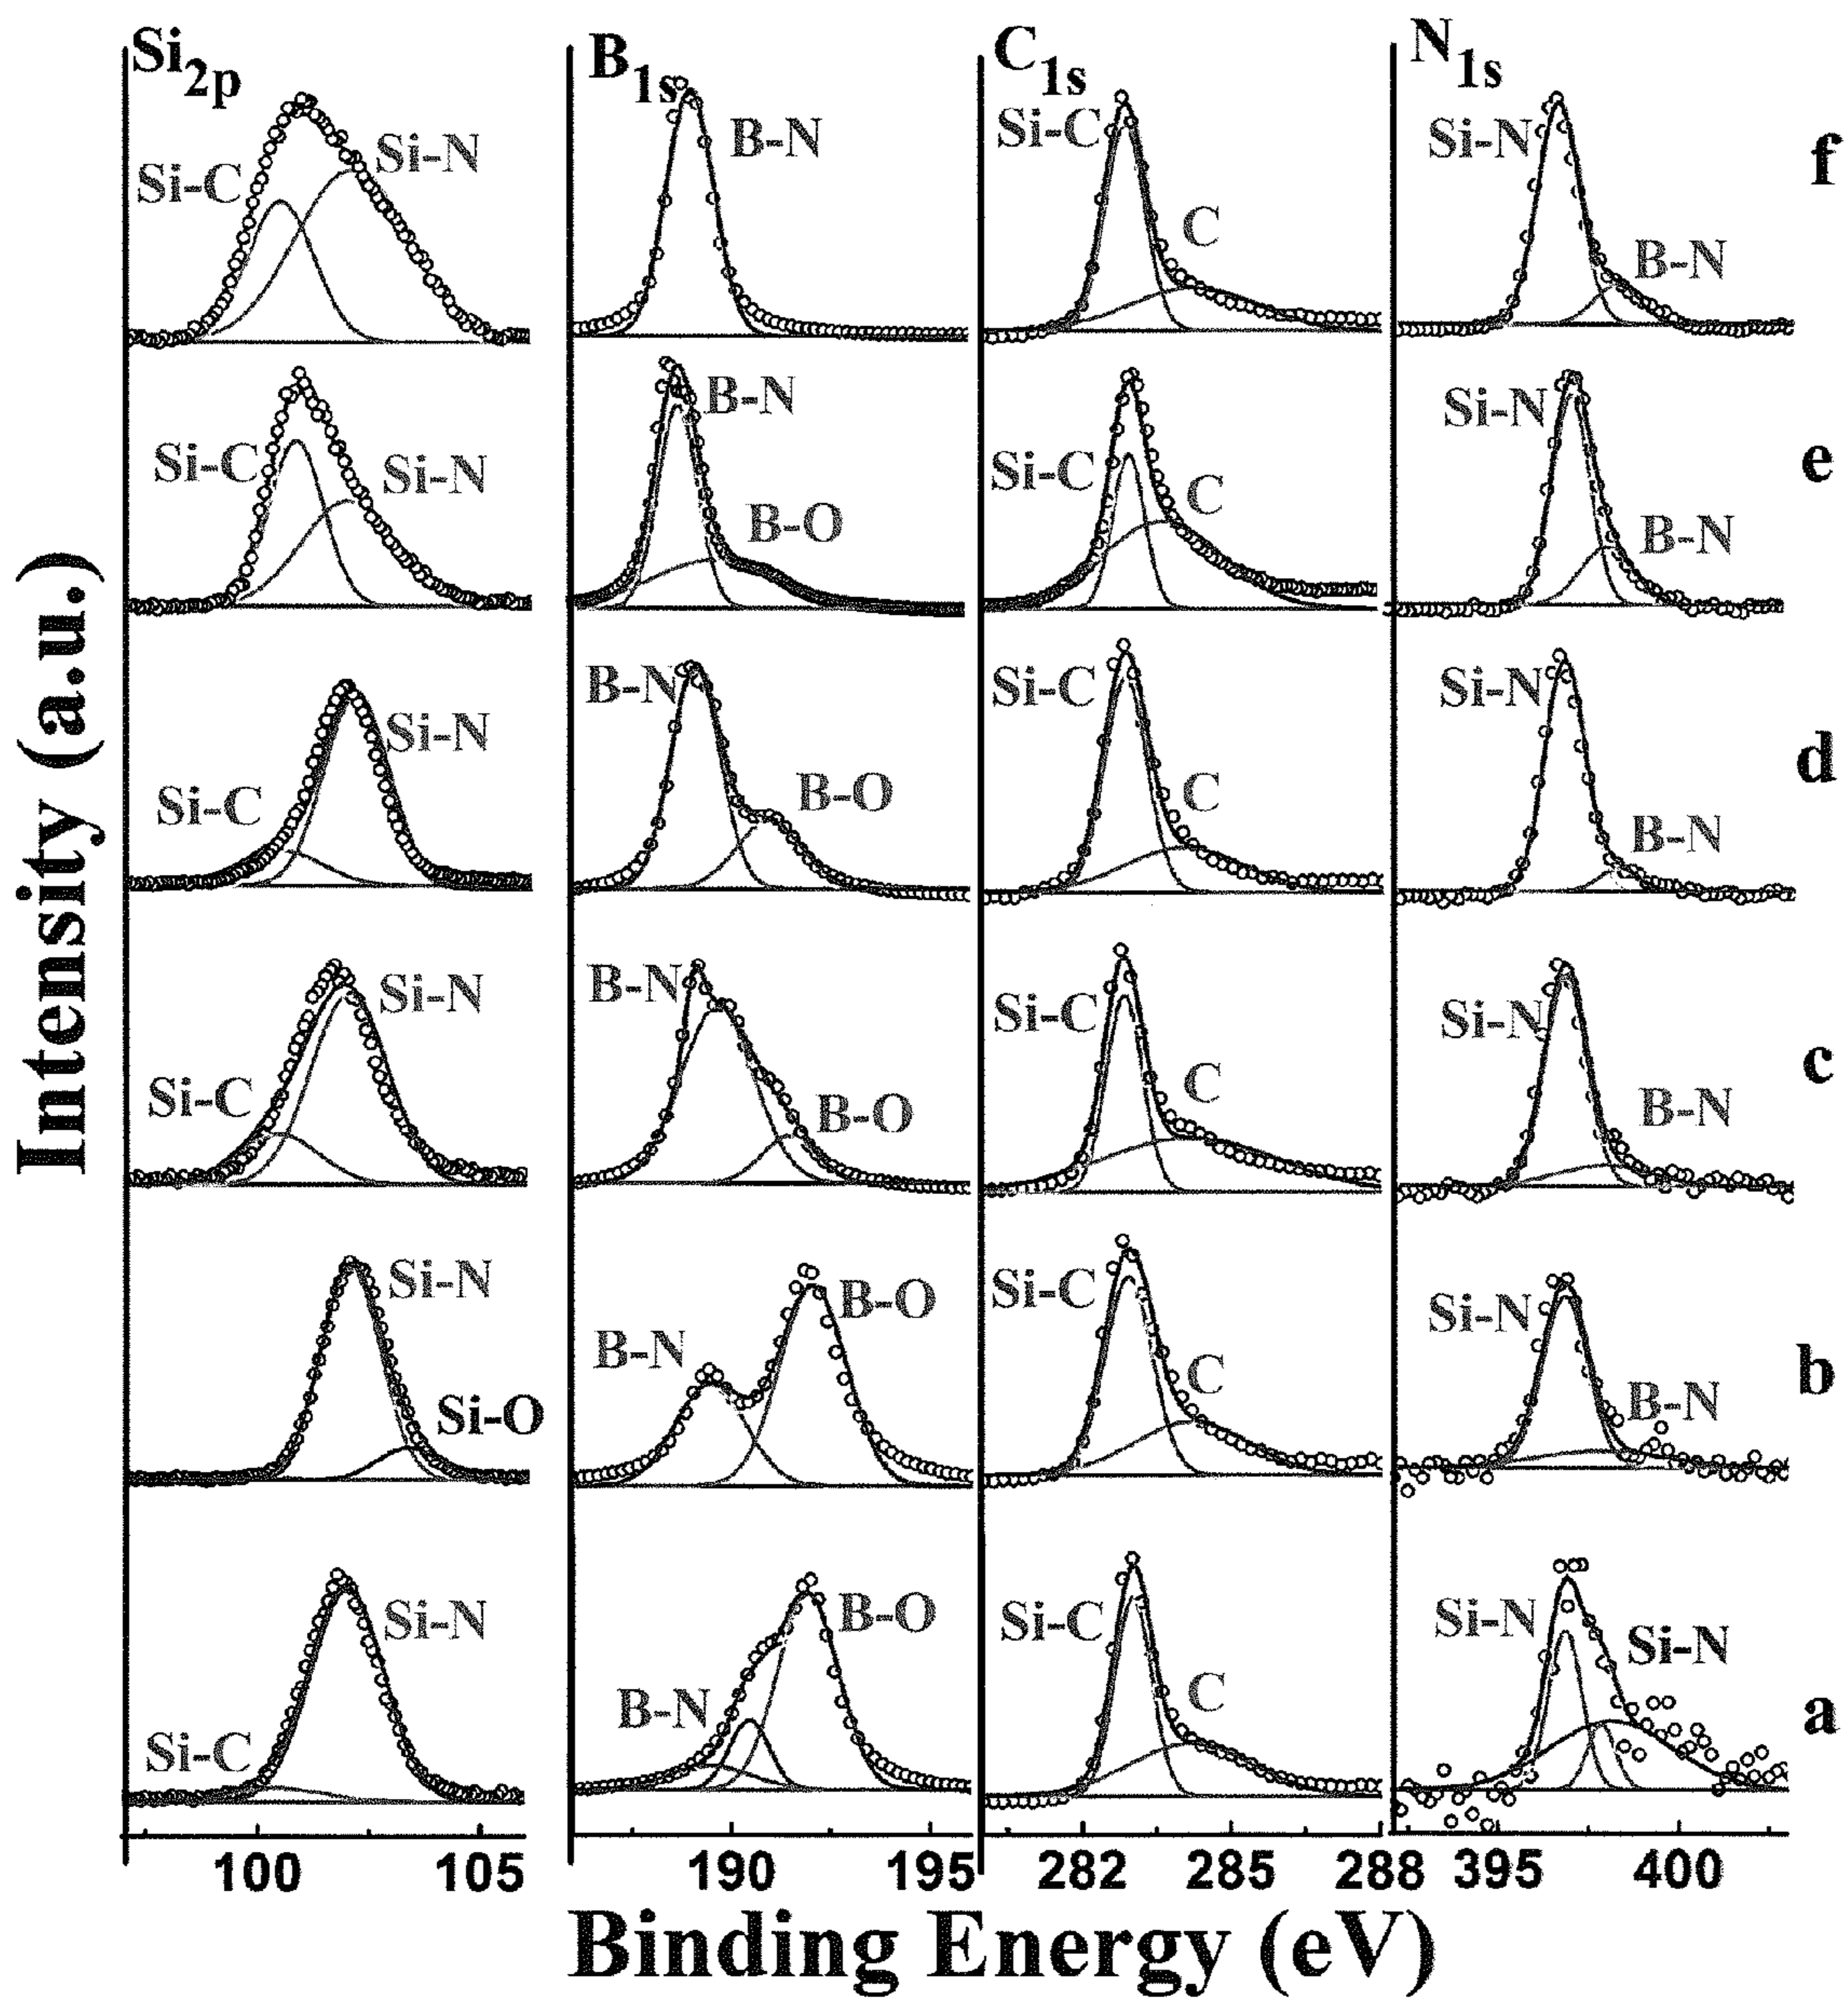 Si2p B1s C1s N1s
Si-C Si-N B-N Si-C C Si-N B-N f
Si-C Si-N B-N B-O Si-C C Si-N B-N e
Si-C Si-N B-N B-O Si-C C Si-N B-N d
Si-C Si-N B-N B-O Si-C C Si-N B-N c
Si-N Si-O B-N B-O Si-C C Si-N B-N b
Si-C Si-N B-N B-O Si-C C Si-N Si-N a
Intensity (a.u.)
100 105 190 195 282 285 288 395 400
Binding Energy (eV)